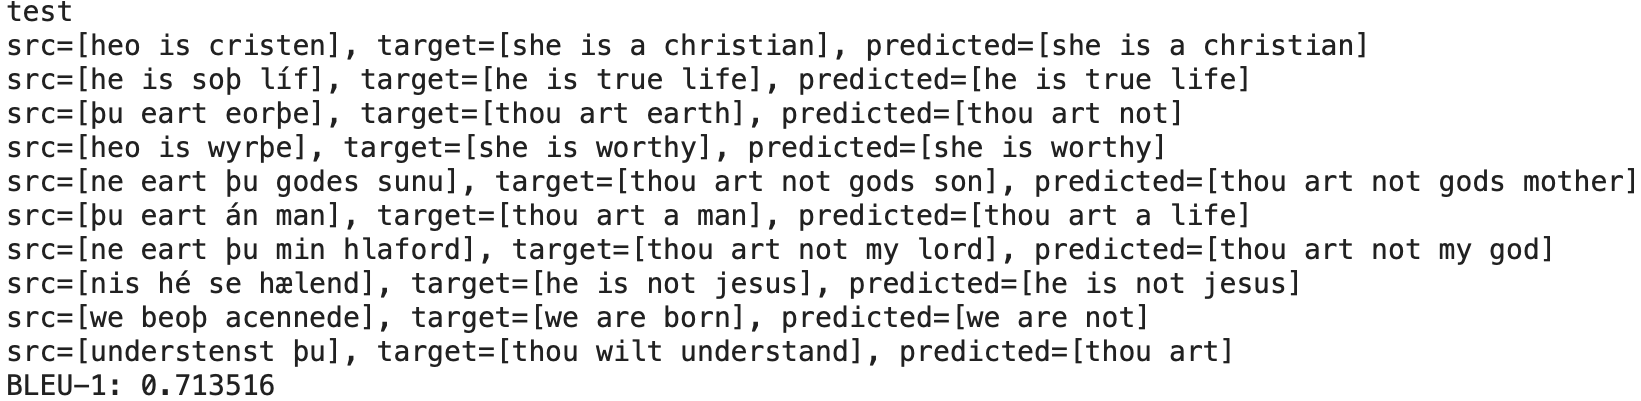 test
src=[heo is cristen], target=[she is a christian], predicted=[she is a christian]
src=[he is soþ líf], target=[he is true life], predicted=[he is true life]
src=[þu eart eorþe], target=[thou art earth], predicted=[thou art not]
src=[heo is wyrþe], target=[she is worthy], predicted=[she is worthy]
src=[ne eart þu godes sunu], target=[thou art not gods son], predicted=[thou art not gods mother]
src=[þu eart án man], target=[thou art a man], predicted=[thou art a life]
src=[ne eart þu min hlaford], target=[thou art not my lord], predicted=[thou art not my god]
src=[nis hé se hælend], target=[he is not jesus], predicted=[he is not jesus]
src=[we beoþ acennede], target=[we are born], predicted=[we are not]
src=[understenst þu], target=[thou wilt understand], predicted=[thou art]
BLEU-1: 0.713516